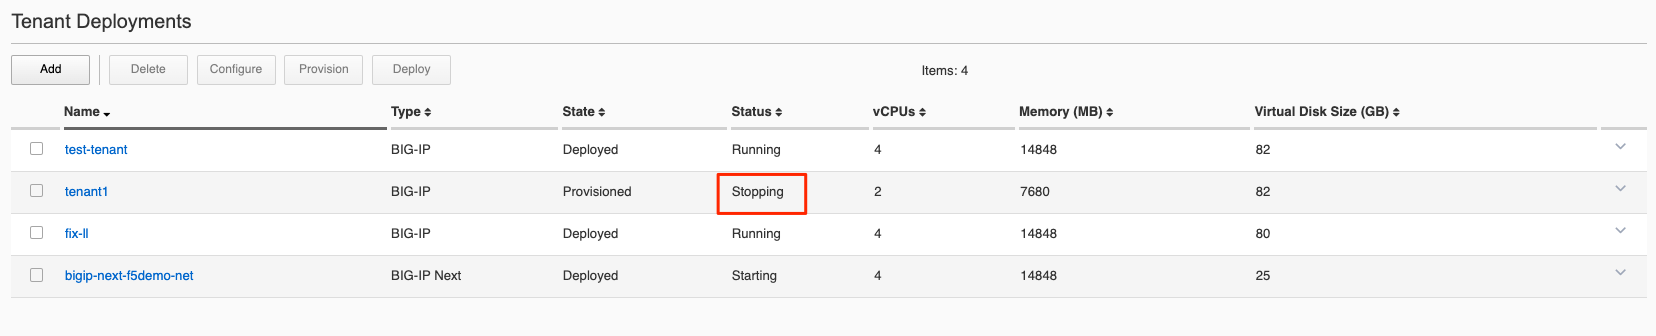 Tenant Deployments
Add Delete Configure Provision Deploy Items: 4
Name Type State Status vCPUs Memory (MB) Virtual Disk Size (GB)
test-tenant BIG-IP Deployed Running 4 14848 82
tenant1 BIG-IP Provisioned Stopping 2 7680 82
fix-ll BIG-IP Deployed Running 4 14848 80
bigip-next-f5demo-net BIG-IP Next Deployed Starting 4 14848 25